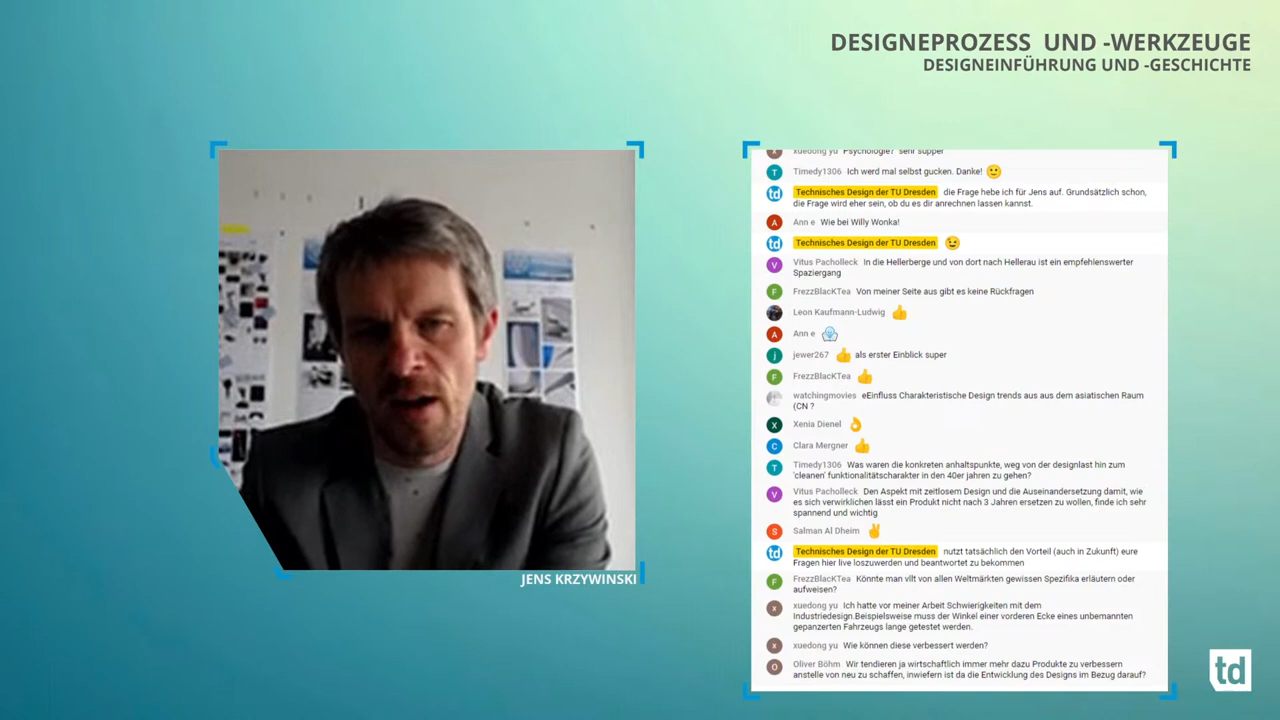 DESIGNEPROZESS UND -WERKZEUGE
DESIGNEINFÜHRUNG UND -GESCHICHTE
JENS KRZYWINSKI
xuedong yu Psychologie? sehr supper
T Timedy1306 Ich werd mal selbst gucken. Danke!
td Technisches Design der TU Dresden die Frage hebe ich für Jens auf. Grundsätzlich schon,
die Frage wird eher sein, ob du es dir anrechnen lassen kannst.
A Ann e Wie bei Willy Wonka!
td Technisches Design der TU Dresden
V Vitus Pacholleck In die Hellerberge und von dort nach Hellerau ist ein empfehlenswerter
Spaziergang
F FrezzBlacKTea Von meiner Seite aus gibt es keine Rückfragen
Leon Kaufmann-Ludwig
A Ann e
j jewer267 als erster Einblick super
F FrezzBlacKTea
watchingmovies eEinfluss Charakteristische Design trends aus aus dem asiatischen Raum
(CN ?
X Xenia Dienel
C Clara Mergner
T Timedy1306 Was waren die konkreten anhaltspunkte, weg von der designlast hin zum
'cleanen' funktionalitätscharakter in den 40er jahren zu gehen?
V Vitus Pacholleck Den Aspekt mit zeitlosem Design und die Auseinandersetzung damit, wie
es sich verwirklichen lässt ein Produkt nicht nach 3 Jahren ersetzen zu wollen, finde ich sehr
spannend und wichtig
S Salman Al Dheim
td Technisches Design der TU Dresden nutzt tatsächlich den Vorteil (auch in Zukunft) eure
Fragen hier live loszuwerden und beantwortet zu bekommen
F FrezzBlacKTea Könnte man vllt von allen Weltmärkten gewissen Spezifika erläutern oder
aufweisen?
x xuedong yu Ich hatte vor meiner Arbeit Schwierigkeiten mit dem
Industriedesign.Beispielsweise muss der Winkel einer vorderen Ecke eines unbemannten
gepanzerten Fahrzeugs lange getestet werden.
x xuedong yu Wie können diese verbessert werden?
O Oliver Böhm Wir tendieren ja wirtschaftlich immer mehr dazu Produkte zu verbessern
anstelle von neu zu schaffen, inwiefern ist da die Entwicklung des Designs im Bezug darauf?
td